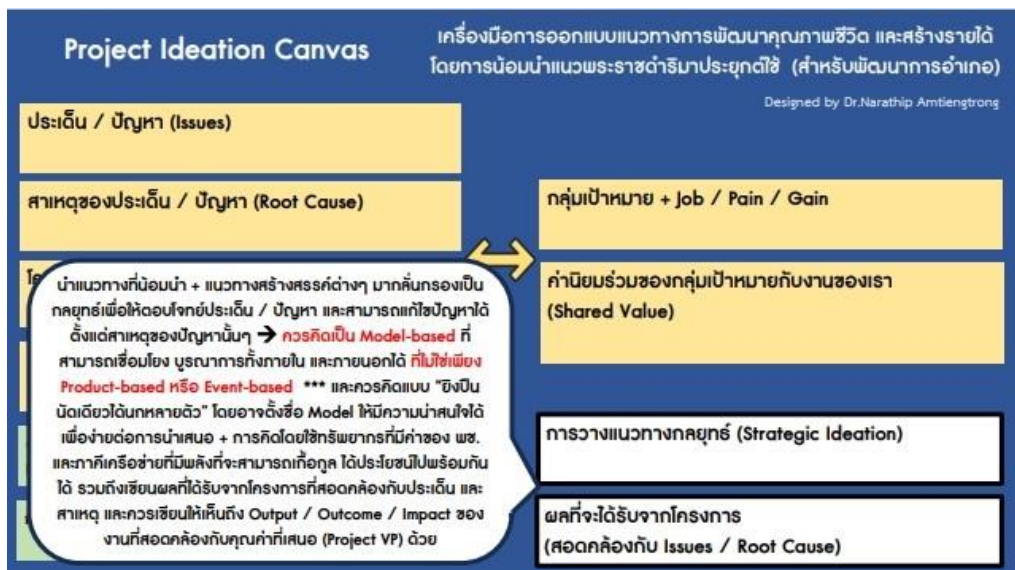 Project Ideation Canvas
เครื่องมือการออกแบบแนวทางการพัฒนาคุณภาพชีวิต และสร้างรายได้
โดยการน้อมนำแนวพระราชดำริมาประยุกต์ใช้ (สำหรับพัฒนาการอำเภอ)
Designed by Dr.Narathip Amtiengtrong
ประเด็น / ปัญหา (Issues)
สาเหตุของประเด็น / ปัญหา (Root Cause)
กลุ่มเป้าหมาย + Job / Pain / Gain
ค่านิยมร่วมของกลุ่มเป้าหมายกับงานของเรา
(Shared Value)
นำแนวทางที่น้อมนำ + แนวทางสร้างสรรค์ต่างๆ มากลั่นกรองเป็น
กลยุทธ์เพื่อให้ตอบโจทย์ประเด็น / ปัญหา และสามารถแก้ไขปัญหาได้
ตั้งแต่สาเหตุของปัญหานั้นๆ ➔ ควรคิดเป็น Model-based ที่
สามารถเชื่อมโยง บูรณาการทั้งภายใน และภายนอกได้ ที่ไม่ใช่เพียง
Product-based หรือ Event-based *** และควรคิดแบบ "ยิงปืน
นัดเดียวได้นกหลายตัว" โดยอาจตั้งชื่อ Model ให้มีความน่าสนใจได้
เพื่อง่ายต่อการนำเสนอ + การคิดโดยใช้ทรัพยากรที่มีค่าของ พช.
และภาคีเครือข่ายที่มีพลังที่จะสามารถเกื้อกูล ได้ประโยชน์ไปพร้อมกัน
ได้ รวมถึงเขียนผลที่ได้รับจากโครงการที่สอดคล้องกับประเด็น และ
สาเหตุ และควรเขียนให้เห็นถึง Output / Outcome / Impact ของ
งานที่สอดคล้องกับคุณค่าที่เสนอ (Project VP) ด้วย
การวางแนวทางกลยุทธ์ (Strategic Ideation)
ผลที่จะได้รับจากโครงการ
(สอดคล้องกับ Issues / Root Cause)